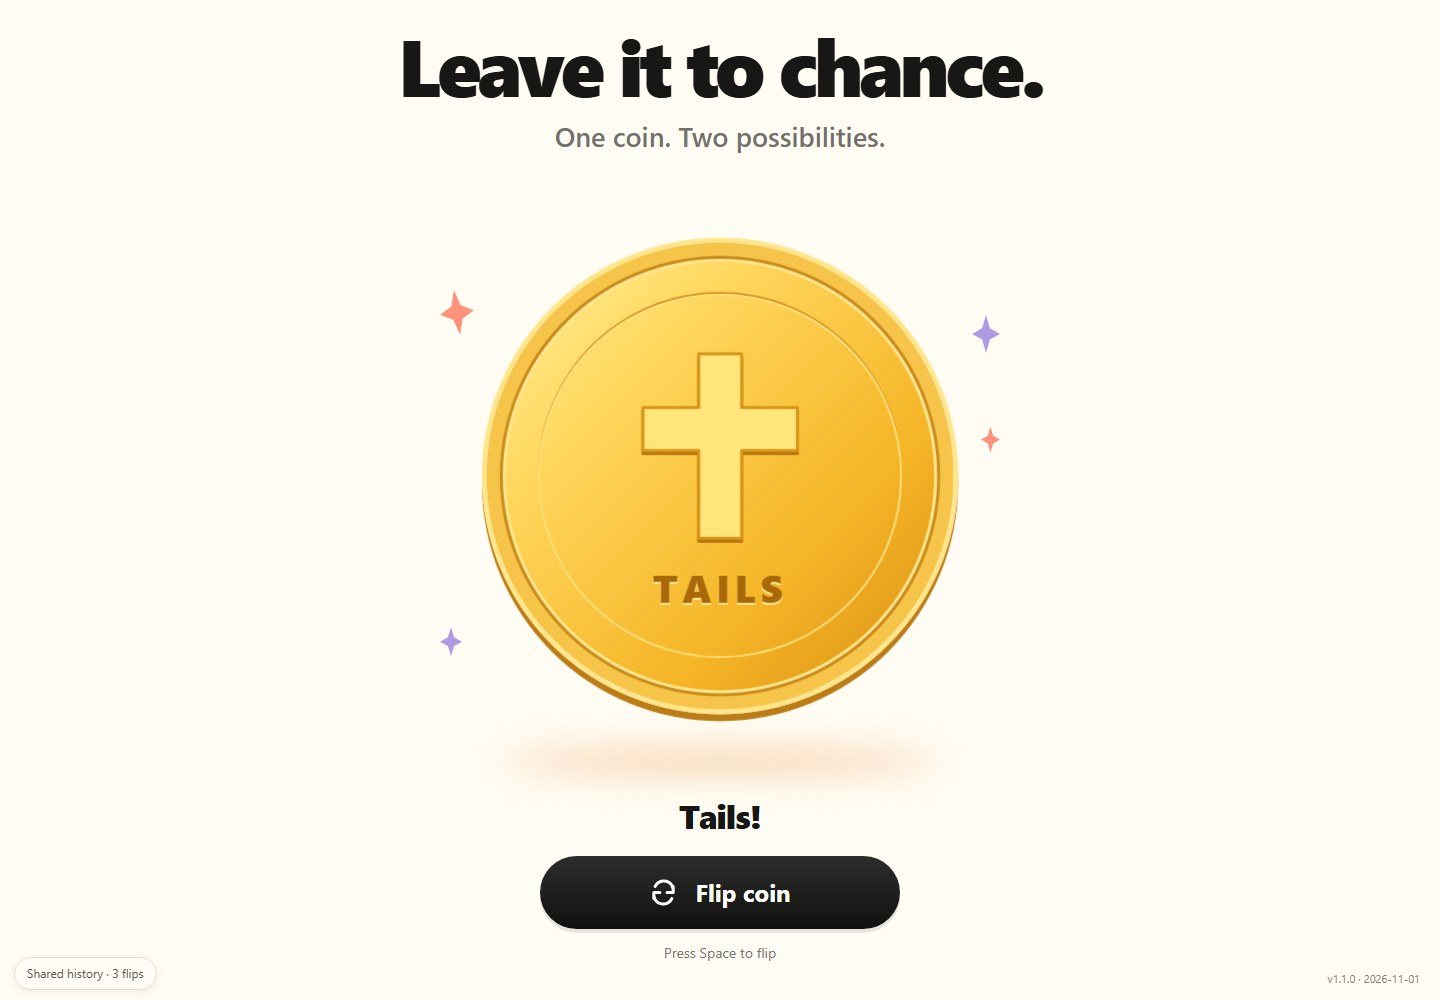 Leave it to chance.
One coin. Two possibilities.
TAILS
Tails!
Flip coin
Press Space to flip
Shared history · 3 flips
v1.1.0 · 2026-11-01